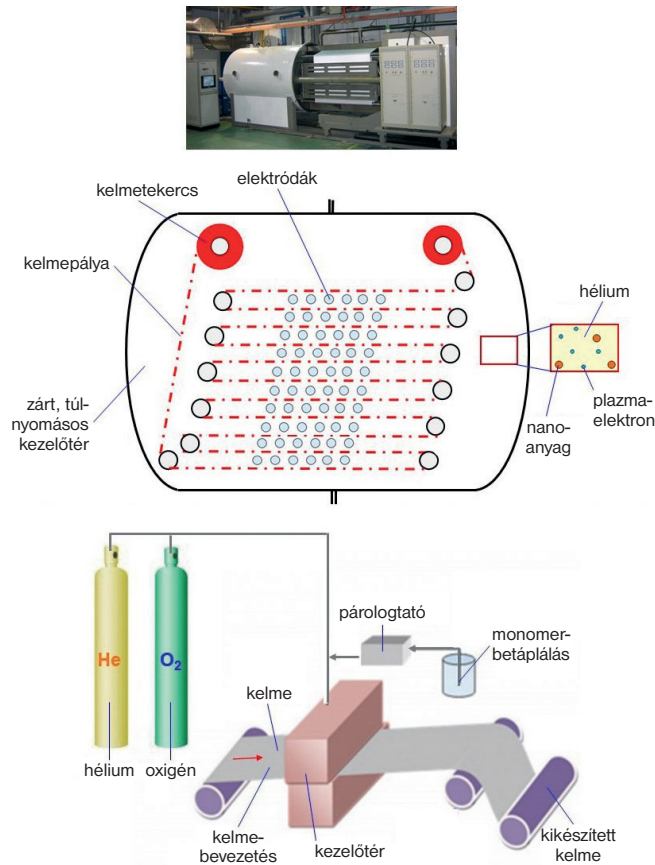 kelmetekercs
elektródák
kelmepálya
hélium
zárt, túl-
nyomásos
kezelőtér
plazma-
elektron
nano-
anyag
párologtató
monomer-
betáplálás
He
O2
kelme
hélium
oxigén
kelme-
bevezetés
kezelőtér
kikészített
kelme